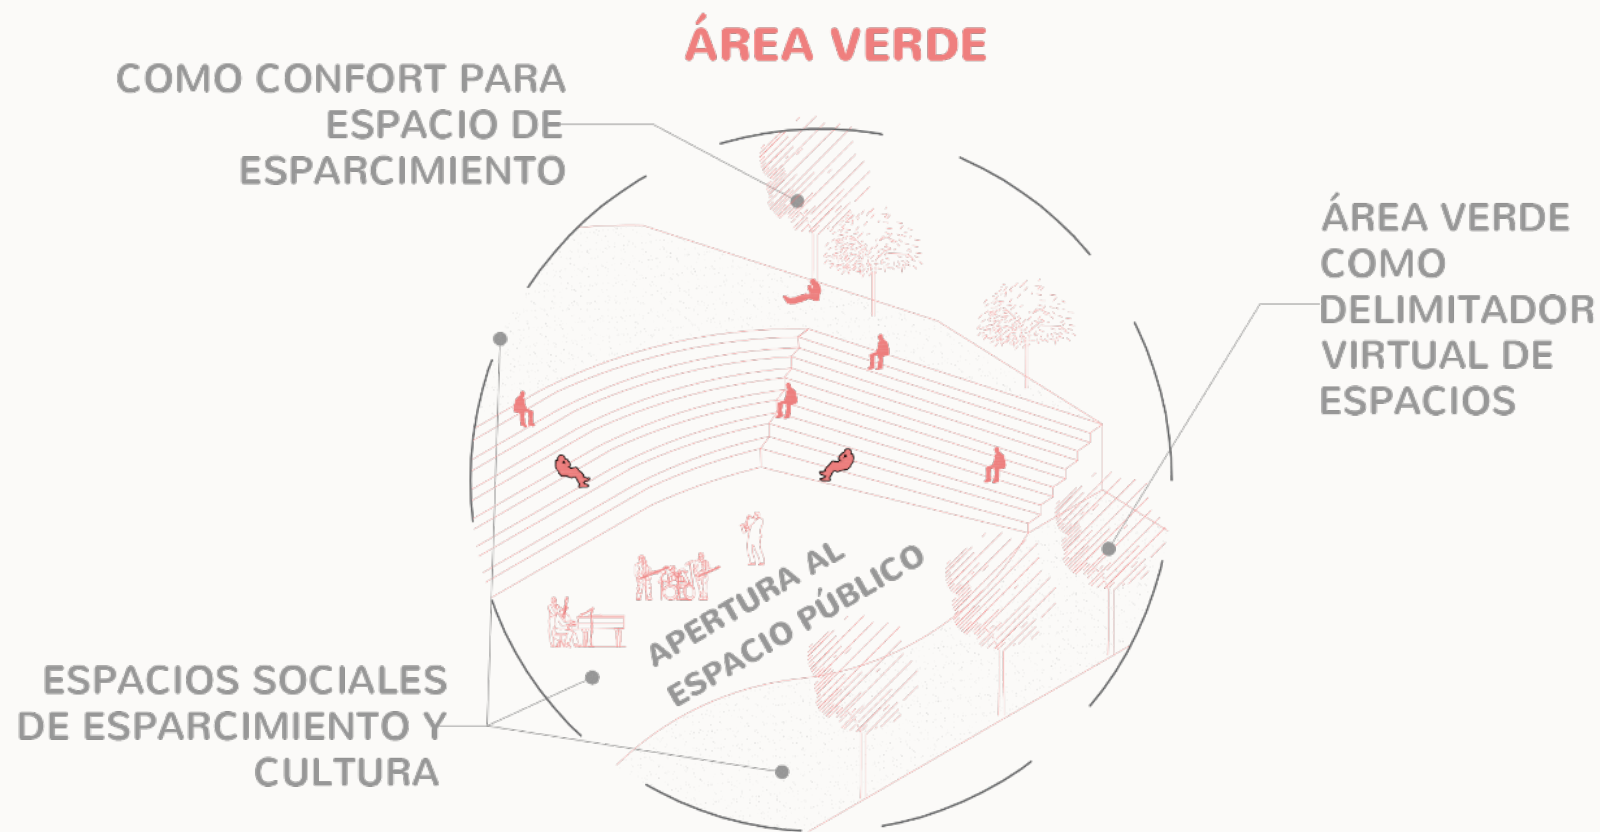 ÁREA VERDE
COMO CONFORT PARA
ESPACIO DE
ESPARCIMIENTO
ÁREA VERDE
COMO
DELIMITADOR
VIRTUAL DE
ESPACIOS
APERTURA AL
ESPACIO PÚBLICO
ESPACIOS SOCIALES
DE ESPARCIMIENTO Y
CULTURA